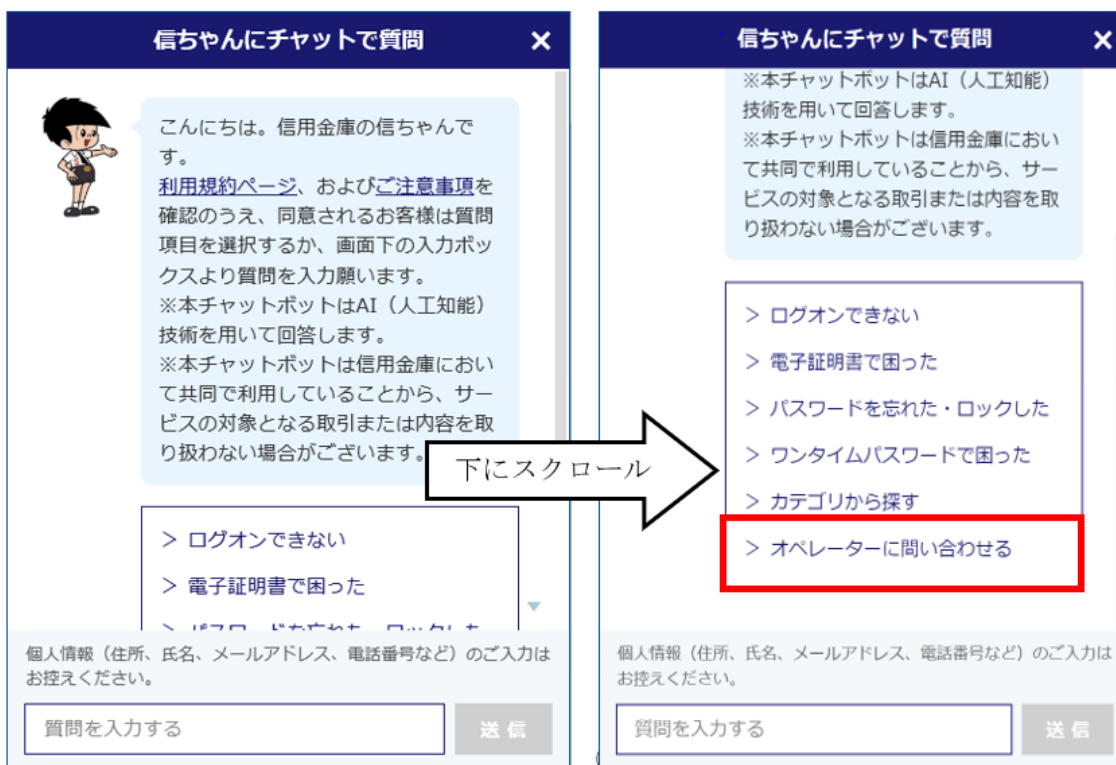 信ちゃんにチャットで質問 ×
こんにちは。信用金庫の信ちゃんで
す。
利用規約ページ、およびご注意事項を
確認のうえ、同意されるお客様は質問
項目を選択するか、画面下の入力ボッ
クスより質問を入力願います。
※本チャットボットはAI（人工知能）
技術を用いて回答します。
※本チャットボットは信用金庫におい
て共同で利用していることから、サー
ビスの対象となる取引または内容を取
り扱わない場合がございます。
＞ ログオンできない
＞ 電子証明書で困った
＞ パスワードを忘れた・ロックした
個人情報（住所、氏名、メールアドレス、電話番号など）のご入力は
お控えください。
質問を入力する
送信
下にスクロール
信ちゃんにチャットで質問 ×
※本チャットボットはAI（人工知能）
技術を用いて回答します。
※本チャットボットは信用金庫におい
て共同で利用していることから、サー
ビスの対象となる取引または内容を取
り扱わない場合がございます。
＞ ログオンできない
＞ 電子証明書で困った
＞ パスワードを忘れた・ロックした
＞ ワンタイムパスワードで困った
＞ カテゴリから探す
＞ オペレーターに問い合わせる
個人情報（住所、氏名、メールアドレス、電話番号など）のご入力は
お控えください。
質問を入力する
送信